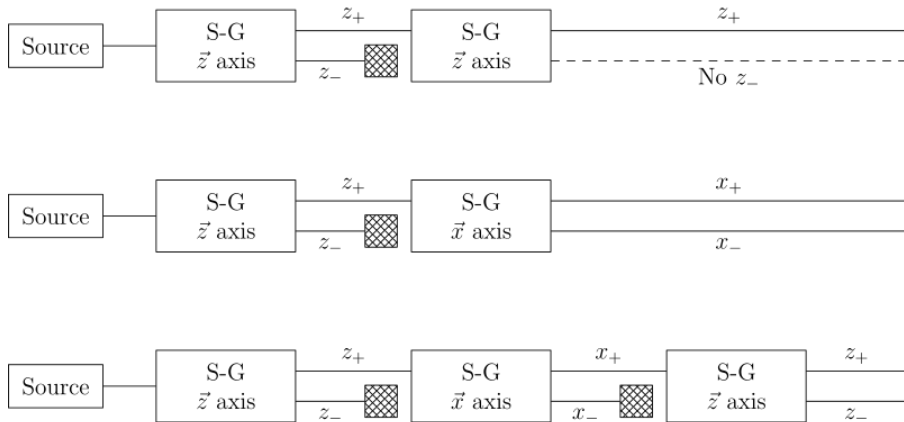 z₊ z₊
Source S-G S-G
z⃗ axis z⃗ axis
z₋ No z₋
z₊ x₊
Source S-G S-G
z⃗ axis x⃗ axis
z₋ x₋
z₊ x₊ z₊
Source S-G S-G S-G
z⃗ axis x⃗ axis z⃗ axis
z₋ x₋ z₋